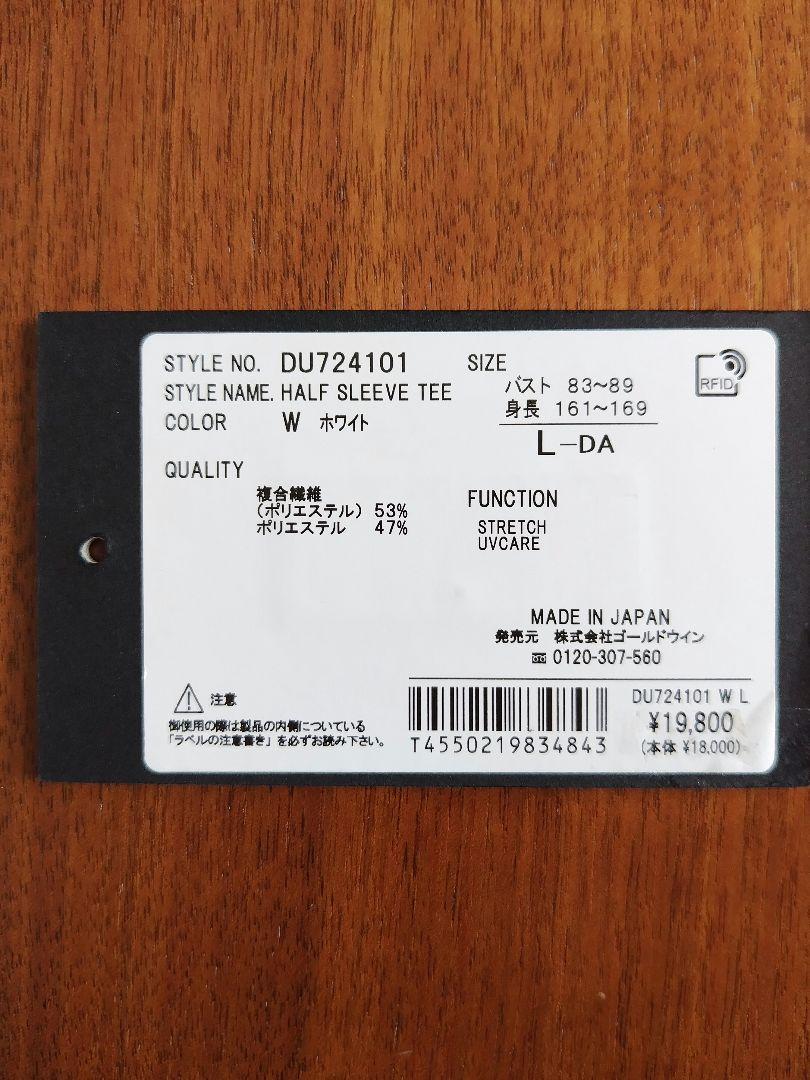 STYLE NO. DU724101
STYLE NAME. HALF SLEEVE TEE
COLOR W ホワイト
QUALITY
複合繊維
(ポリエステル) 53%
ポリエステル 47%
SIZE
バスト 83~89
身長 161~169
L-DA
RFID
FUNCTION
STRETCH
UVCARE
MADE IN JAPAN
発売元 株式会社ゴールドウイン
0120-307-560
注意
御使用の際は製品の内側についている
「ラベルの注意書き」を必ずお読み下さい。
T4550219834843
DU724101 W L
¥19,800
(本体 ¥18,000)